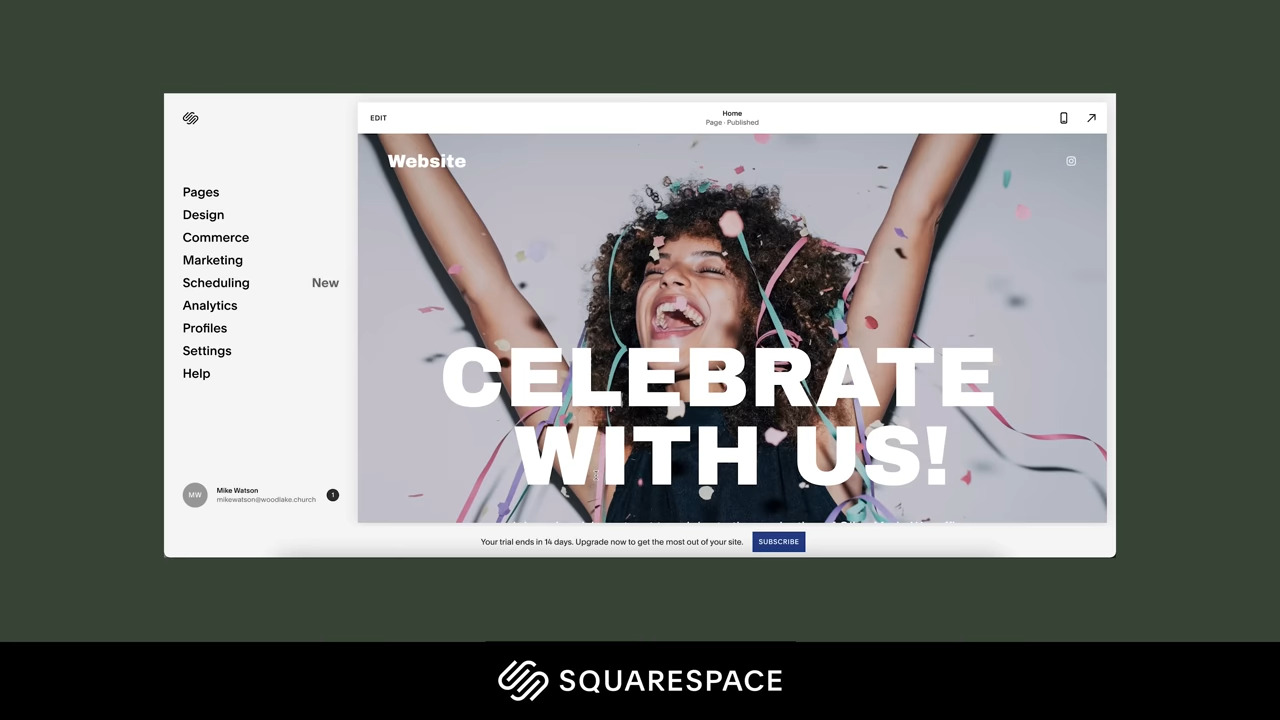 EDIT
Home
Page · Published
Website
Pages
Design
Commerce
Marketing
Scheduling New
Analytics
Profiles
Settings
Help
CELEBRATE
WITH US!
MW
Mike Watson
mikewatson@woodlake.church
1
Your trial ends in 14 days. Upgrade now to get the most out of your site.
SUBSCRIBE
SQUARESPACE